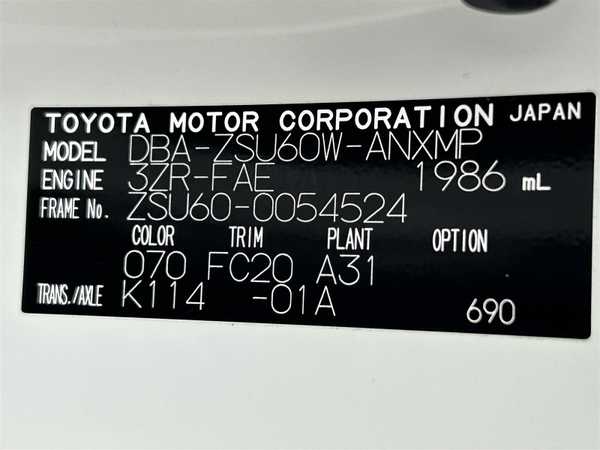 TOYOTA MOTOR CORPORATION JAPAN
MODEL DBA-ZSU60W-ANXMP
ENGINE 3ZR-FAE 1986 mL
FRAME No. ZSU60-0054524
COLOR TRIM PLANT OPTION
070 FC20 A31
TRANS./AXLE K114 -01A
690